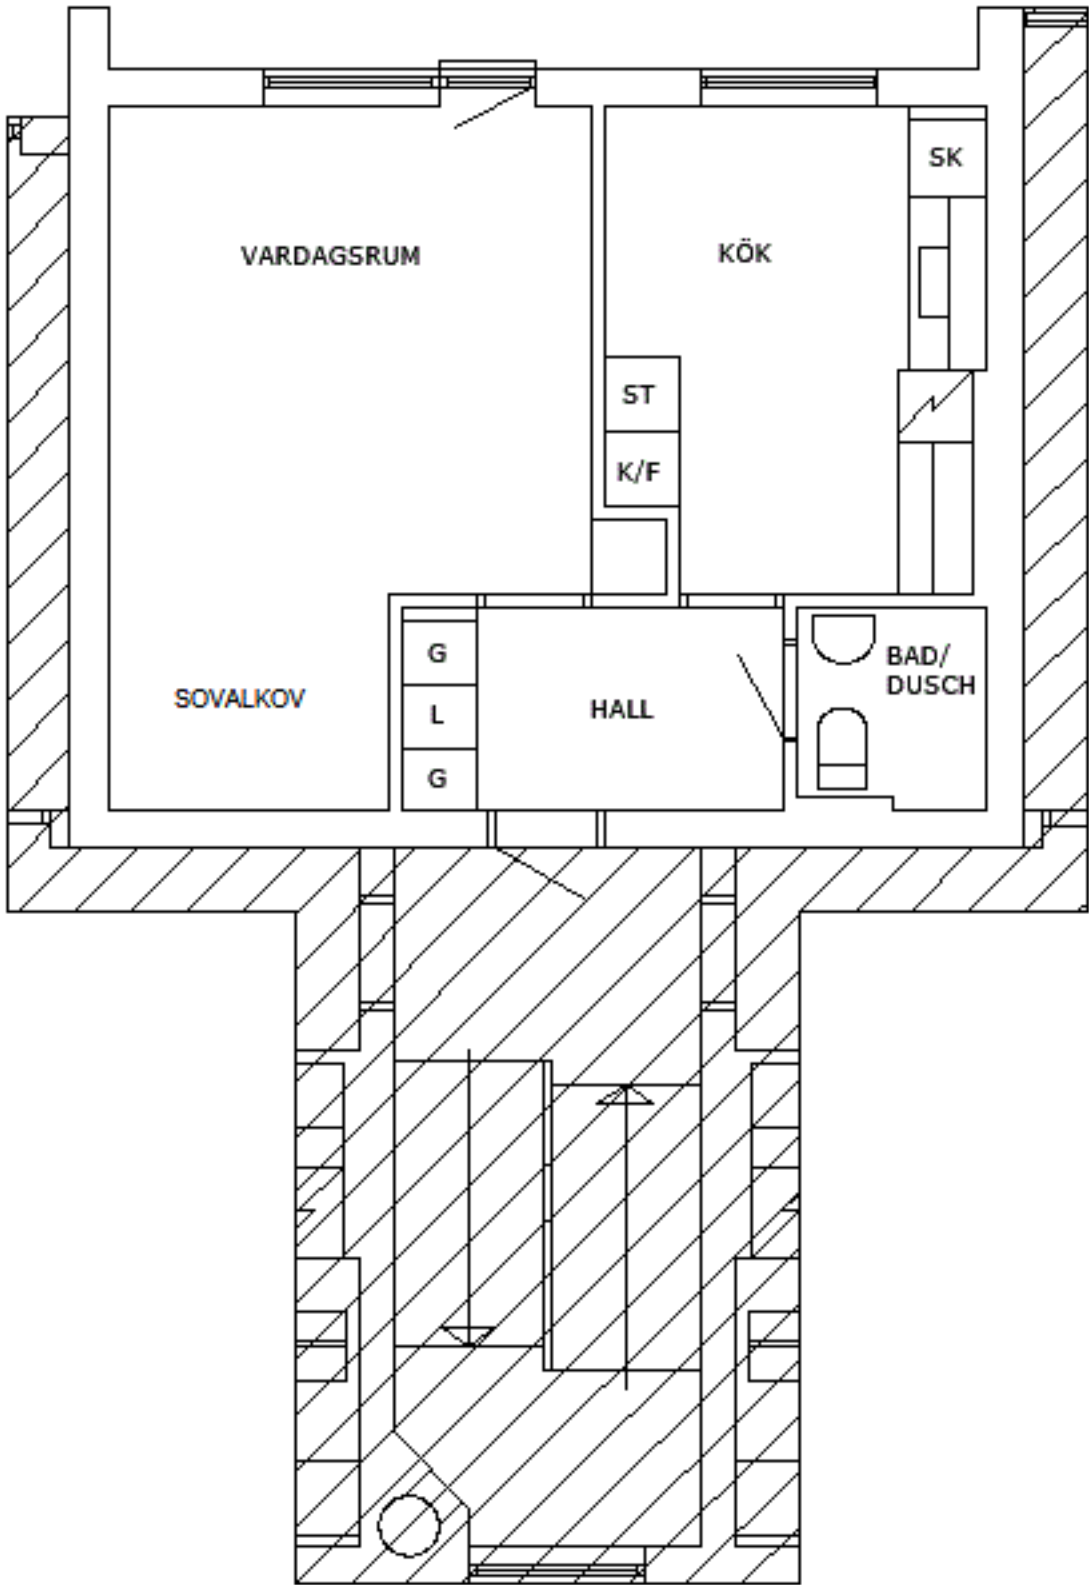 SK
VARDAGSRUM
KÖK
ST
K/F
G
BAD/
DUSCH
SOVALKOV
L
HALL
G